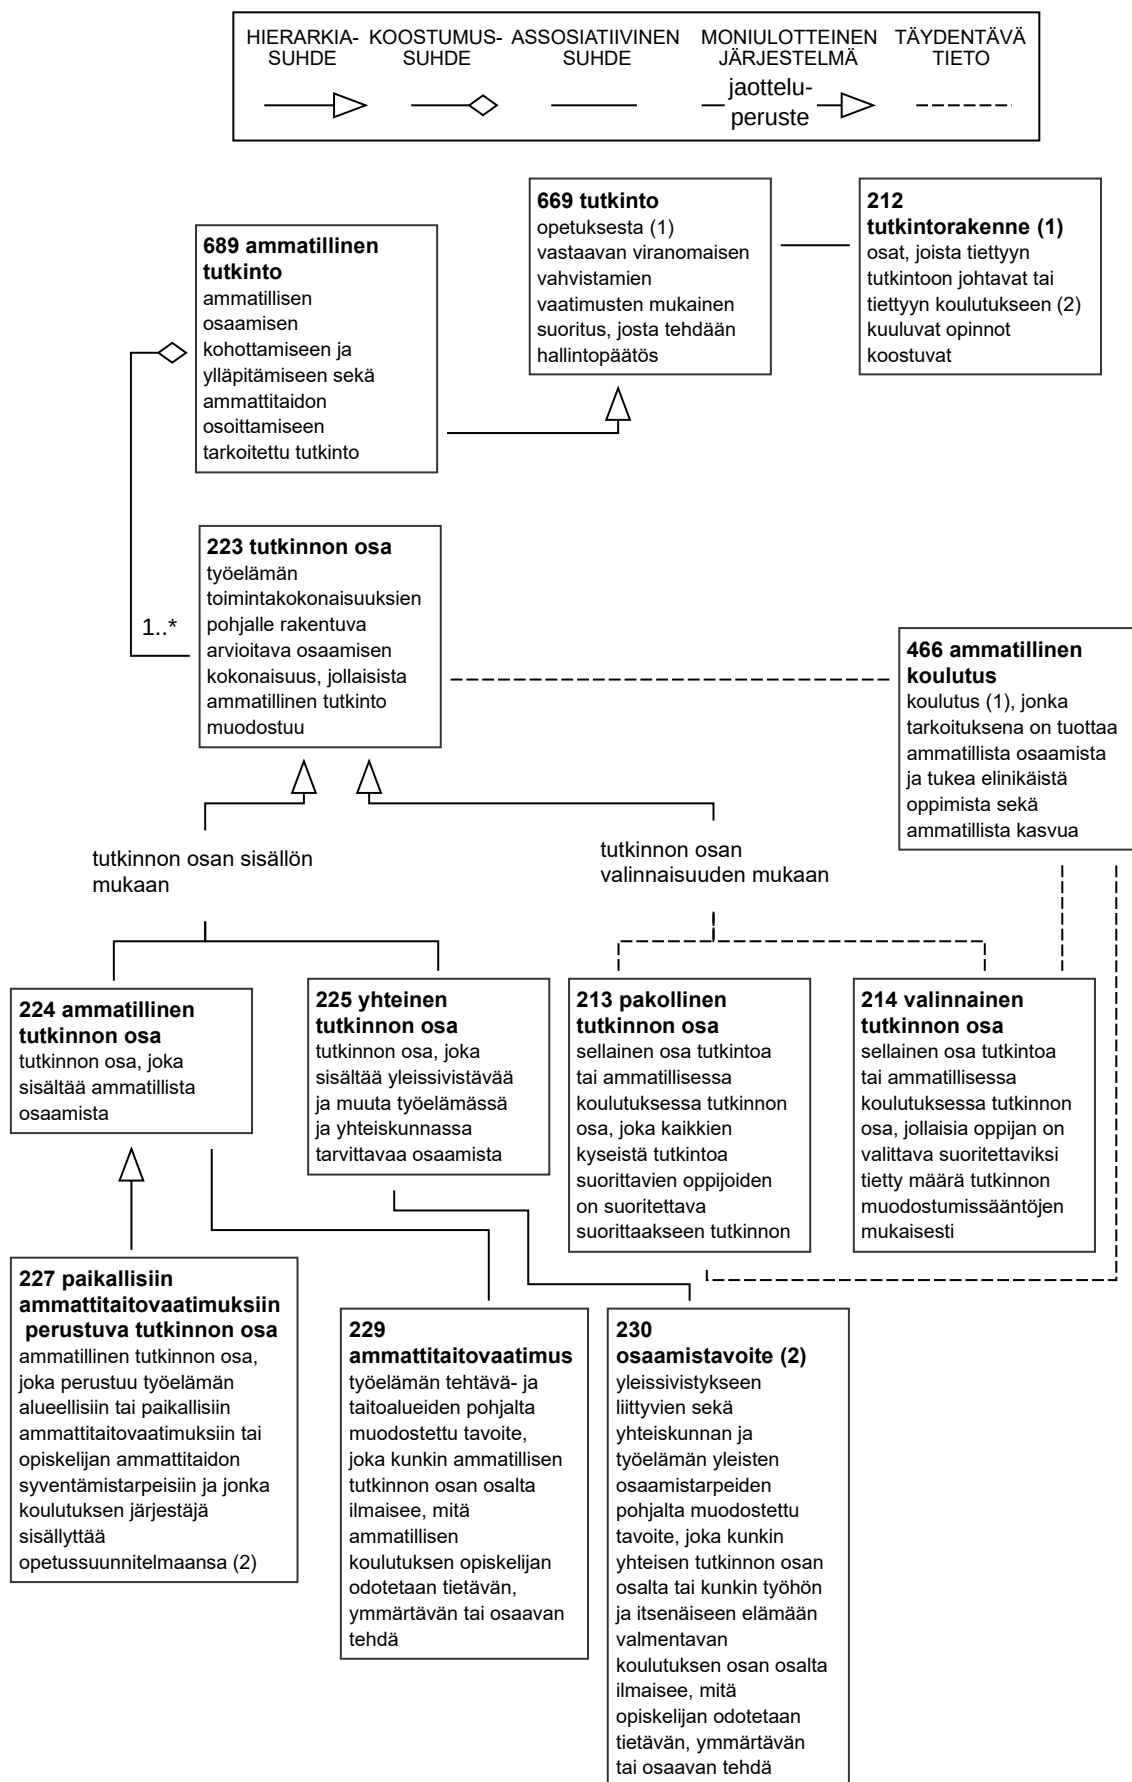 HIERARKIA-
SUHDE
KOOSTUMUS-
SUHDE
ASSOSIATIIVINEN
SUHDE
MONIULOTTEINEN
JÄRJESTELMÄ
jaottelu-
peruste
TÄYDENTÄVÄ
TIETO
669 tutkinto
opetuksesta (1)
vastaavan viranomaisen
vahvistamien
vaatimusten mukainen
suoritus, josta tehdään
hallintopäätös
212
tutkintorakenne (1)
osat, joista tiettyyn
tutkintoon johtavat tai
tiettyyn koulutukseen (2)
kuuluvat opinnot
koostuvat
689 ammatillinen
tutkinto
ammatillisen
osaamisen
kohottamiseen ja
ylläpitämiseen sekä
ammattitaidon
osoittamiseen
tarkoitettu tutkinto
223 tutkinnon osa
työelämän
toimintakokonaisuuksien
pohjalle rakentuva
arvioitava osaamisen
kokonaisuus, jollaisista
ammatillinen tutkinto
muodostuu
1..*
466 ammatillinen
koulutus
koulutus (1), jonka
tarkoituksena on tuottaa
ammatillista osaamista
ja tukea elinikäistä
oppimista sekä
ammatillista kasvua
tutkinnon osan sisällön
mukaan
tutkinnon osan
valinnaisuuden mukaan
224 ammatillinen
tutkinnon osa
tutkinnon osa, joka
sisältää ammatillista
osaamista
225 yhteinen
tutkinnon osa
tutkinnon osa, joka
sisältää yleissivistävää
ja muuta työelämässä
ja yhteiskunnassa
tarvittavaa osaamista
213 pakollinen
tutkinnon osa
sellainen osa tutkintoa
tai ammatillisessa
koulutuksessa tutkinnon
osa, joka kaikkien
kyseistä tutkintoa
suorittavien oppijoiden
on suoritettava
suorittaakseen tutkinnon
214 valinnainen
tutkinnon osa
sellainen osa tutkintoa
tai ammatillisessa
koulutuksessa tutkinnon
osa, jollaisia oppijan on
valittava suoritettaviksi
tietty määrä tutkinnon
muodostumissääntöjen
mukaisesti
227 paikallisiin
ammattitaitovaatimuksiin
perustuva tutkinnon osa
ammatillinen tutkinnon osa,
joka perustuu työelämän
alueellisiin tai paikallisiin
ammattitaitovaatimuksiin tai
opiskelijan ammattitaidon
syventämistarpeisiin ja jonka
koulutuksen järjestäjä
sisällyttää
opetussuunnitelmaansa (2)
229
ammattitaitovaatimus
työelämän tehtävä- ja
taitoalueiden pohjalta
muodostettu tavoite,
joka kunkin ammatillisen
tutkinnon osan osalta
ilmaisee, mitä
ammatillisen
koulutuksen opiskelijan
odotetaan tietävän,
ymmärtävän tai osaavan
tehdä
230
osaamistavoite (2)
yleissivistykseen
liittyvien sekä
yhteiskunnan ja
työelämän yleisten
osaamistarpeiden
pohjalta muodostettu
tavoite, joka kunkin
yhteisen tutkinnon osan
osalta tai kunkin työhön
ja itsenäiseen elämään
valmentavan
koulutuksen osan osalta
ilmaisee, mitä
opiskelijan odotetaan
tietävän, ymmärtävän
tai osaavan tehdä